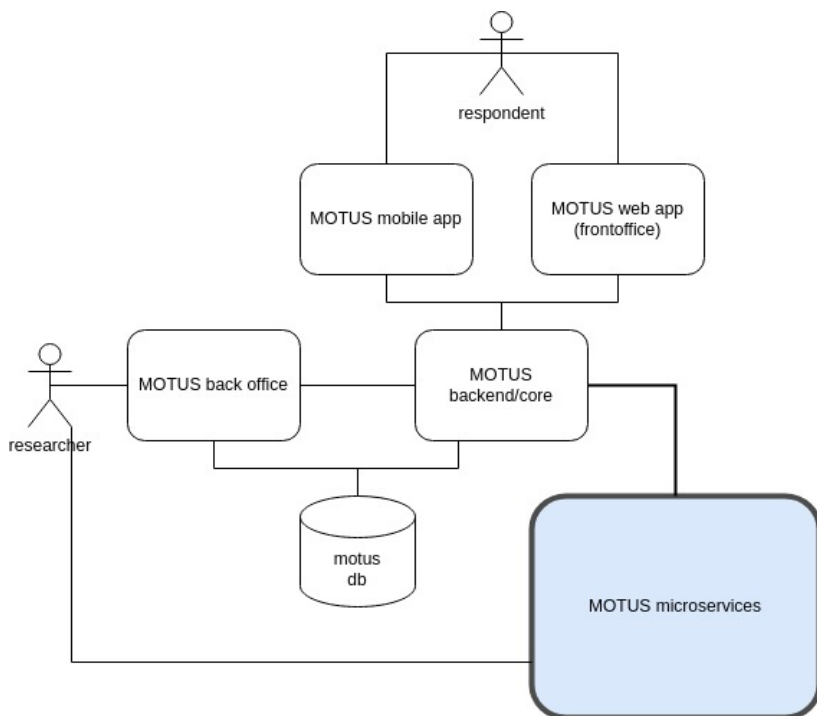 respondent
MOTUS mobile app
MOTUS web app
(frontoffice)
MOTUS back office
MOTUS
backend/core
researcher
motus
db
MOTUS microservices